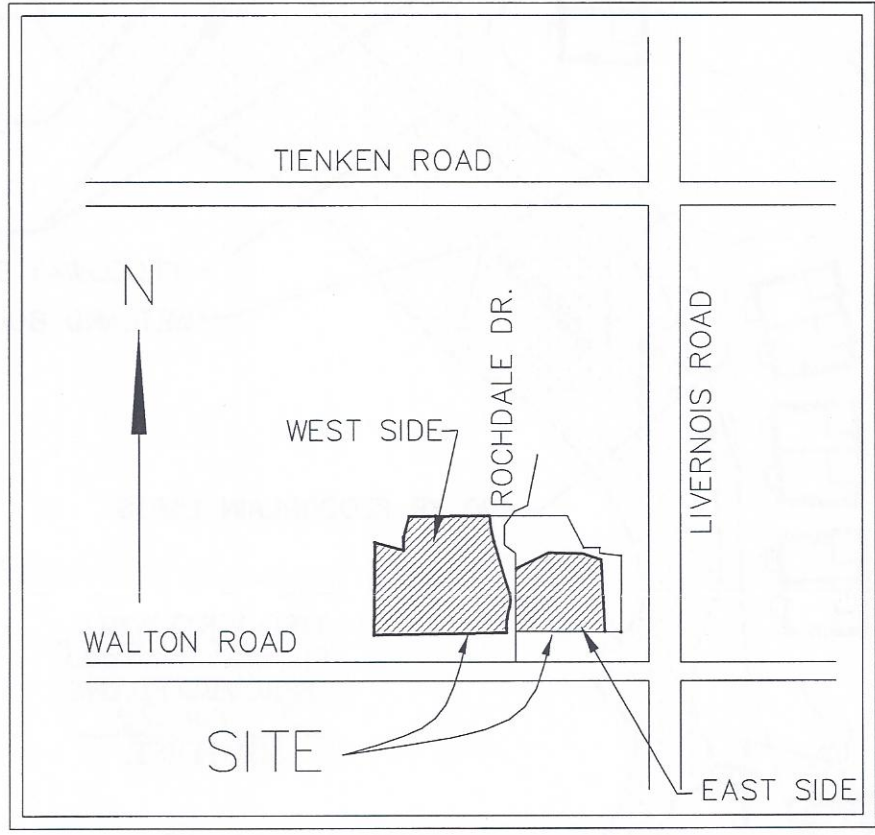 TIENKEN ROAD
N
ROCHDALE DR.
LIVERNOIS ROAD
WEST SIDE
WALTON ROAD
SITE
EAST SIDE